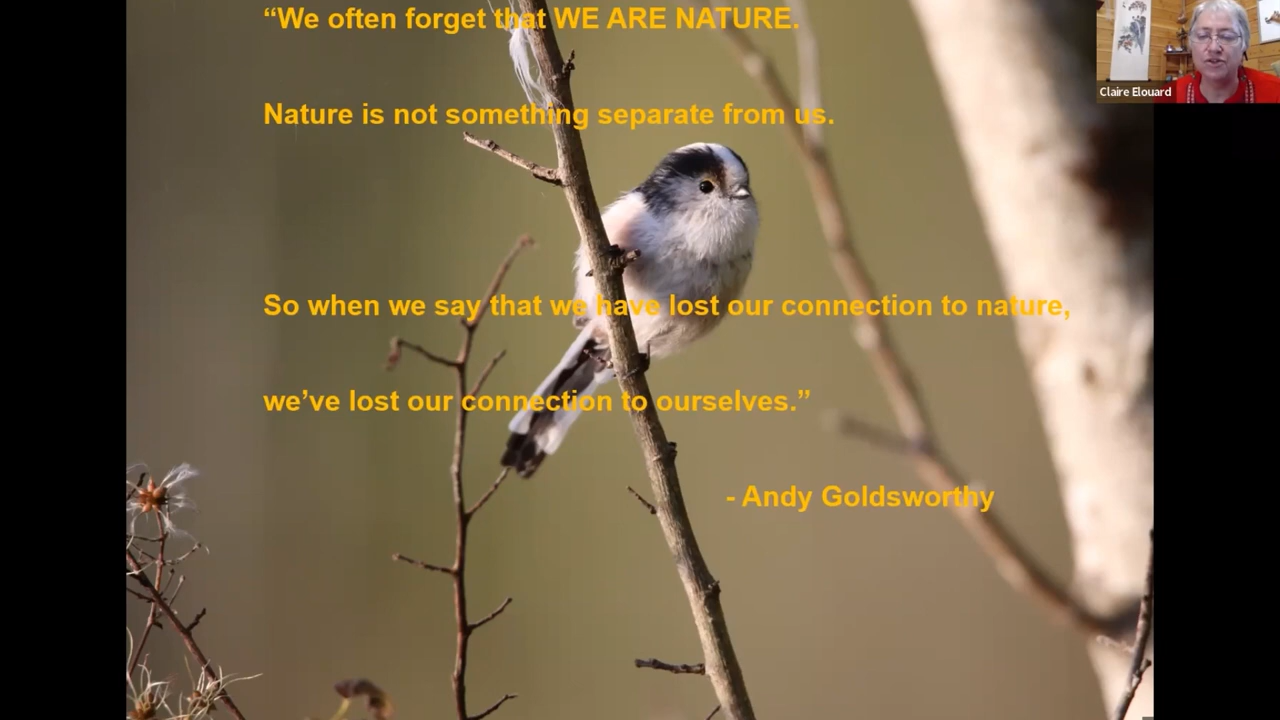 “We often forget that WE ARE NATURE.
Nature is not something separate from us.
So when we say that we have lost our connection to nature,
we’ve lost our connection to ourselves.”
- Andy Goldsworthy
Claire Elouard